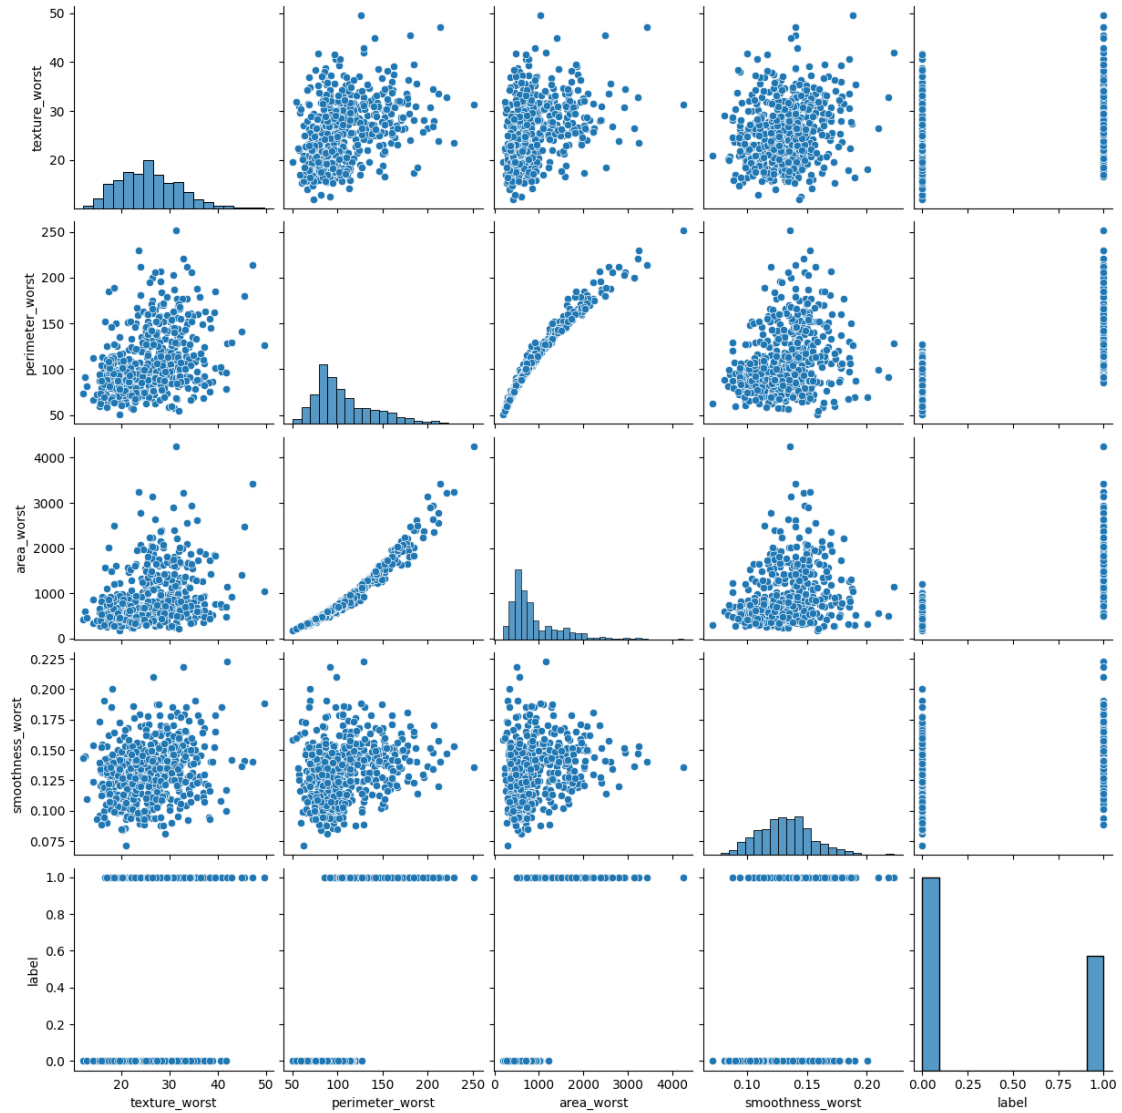 50
40
30
20
texture_worst
250
200
150
100
50
perimeter_worst
4000
3000
2000
1000
0
area_worst
0.225
0.200
0.175
0.150
0.125
0.100
0.075
smoothness_worst
1.0
0.8
0.6
0.4
0.2
0.0
label
20 30 40 50
texture_worst
50 100 150 200 250
perimeter_worst
0 1000 2000 3000 4000
area_worst
0.10 0.15 0.20
smoothness_worst
0.00 0.25 0.50 0.75 1.00
label